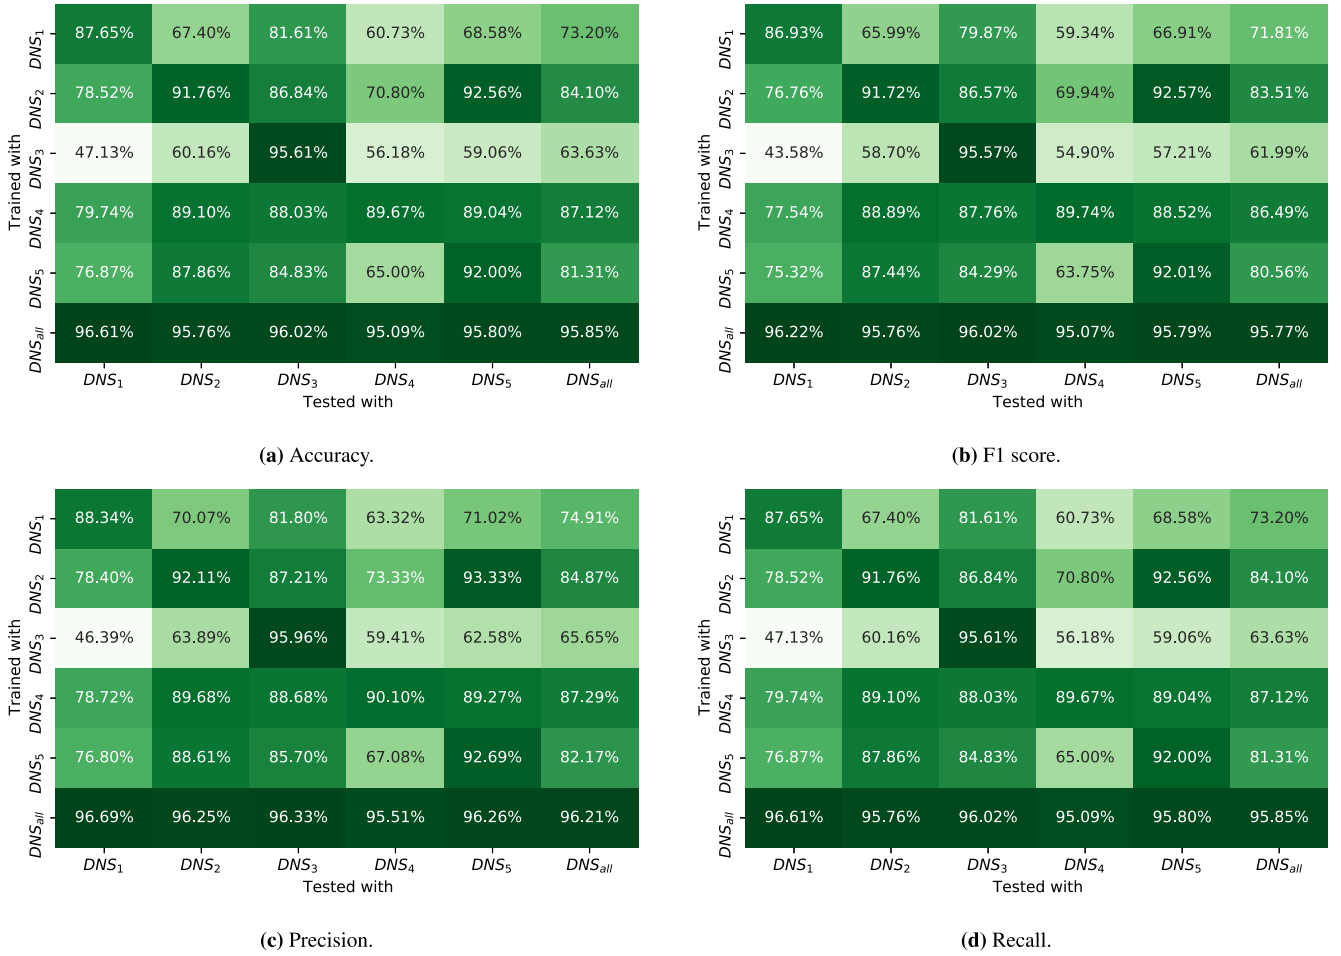 Trained with
DNS1 87.65% 67.40% 81.61% 60.73% 68.58% 73.20%
DNS2 78.52% 91.76% 86.84% 70.80% 92.56% 84.10%
DNS3 47.13% 60.16% 95.61% 56.18% 59.06% 63.63%
DNS4 79.74% 89.10% 88.03% 89.67% 89.04% 87.12%
DNS5 76.87% 87.86% 84.83% 65.00% 92.00% 81.31%
DNSall 96.61% 95.76% 96.02% 95.09% 95.80% 95.85%
DNS1 DNS2 DNS3 DNS4 DNS5 DNSall
Tested with
(a) Accuracy.
Trained with
DNS1 86.93% 65.99% 79.87% 59.34% 66.91% 71.81%
DNS2 76.76% 91.72% 86.57% 69.94% 92.57% 83.51%
DNS3 43.58% 58.70% 95.57% 54.90% 57.21% 61.99%
DNS4 77.54% 88.89% 87.76% 89.74% 88.52% 86.49%
DNS5 75.32% 87.44% 84.29% 63.75% 92.01% 80.56%
DNSall 96.22% 95.76% 96.02% 95.07% 95.79% 95.77%
DNS1 DNS2 DNS3 DNS4 DNS5 DNSall
Tested with
(b) F1 score.
Trained with
DNS1 88.34% 70.07% 81.80% 63.32% 71.02% 74.91%
DNS2 78.40% 92.11% 87.21% 73.33% 93.33% 84.87%
DNS3 46.39% 63.89% 95.96% 59.41% 62.58% 65.65%
DNS4 78.72% 89.68% 88.68% 90.10% 89.27% 87.29%
DNS5 76.80% 88.61% 85.70% 67.08% 92.69% 82.17%
DNSall 96.69% 96.25% 96.33% 95.51% 96.26% 96.21%
DNS1 DNS2 DNS3 DNS4 DNS5 DNSall
Tested with
(c) Precision.
Trained with
DNS1 87.65% 67.40% 81.61% 60.73% 68.58% 73.20%
DNS2 78.52% 91.76% 86.84% 70.80% 92.56% 84.10%
DNS3 47.13% 60.16% 95.61% 56.18% 59.06% 63.63%
DNS4 79.74% 89.10% 88.03% 89.67% 89.04% 87.12%
DNS5 76.87% 87.86% 84.83% 65.00% 92.00% 81.31%
DNSall 96.61% 95.76% 96.02% 95.09% 95.80% 95.85%
DNS1 DNS2 DNS3 DNS4 DNS5 DNSall
Tested with
(d) Recall.